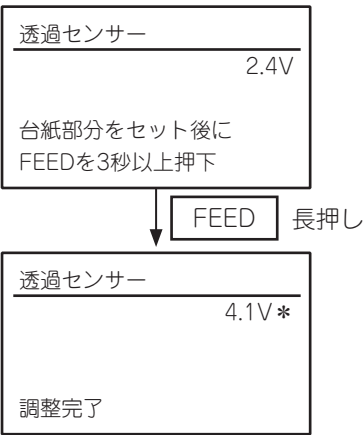 透過センサー
2.4V
台紙部分をセット後に
FEEDを3秒以上押下
FEED 長押し
透過センサー
4.1V＊
調整完了